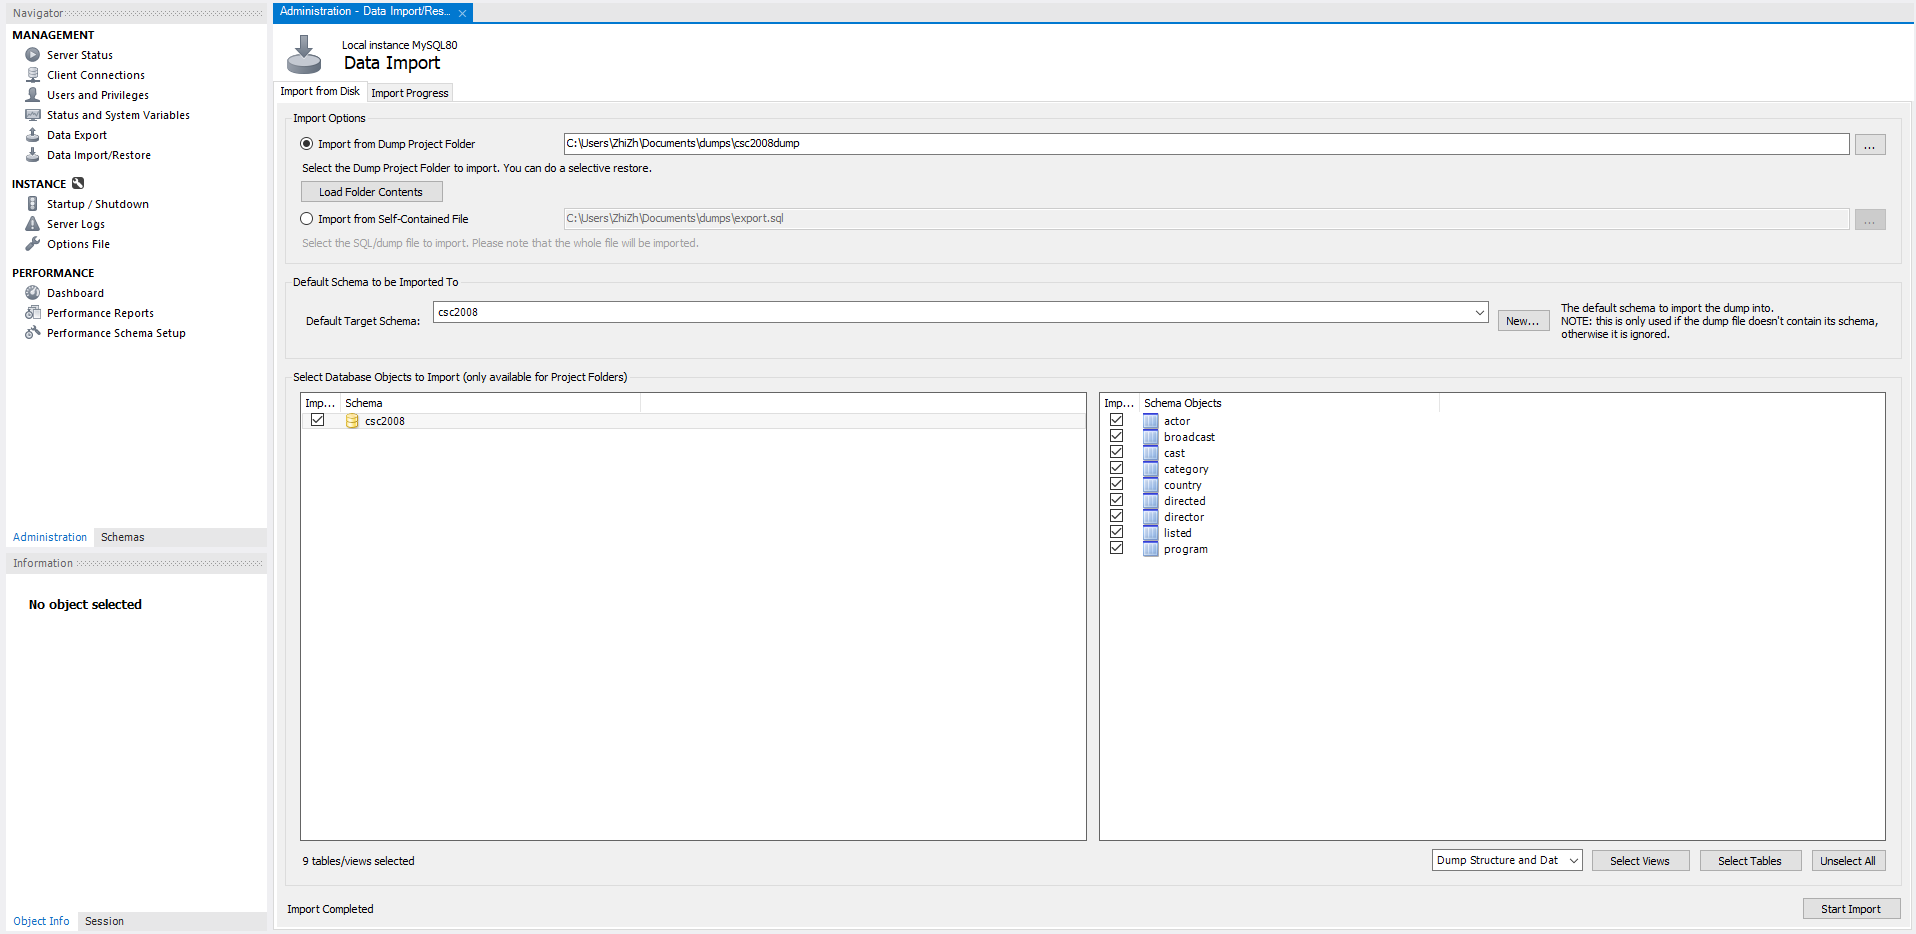 Navigator
MANAGEMENT
Server Status
Client Connections
Users and Privileges
Status and System Variables
Data Export
Data Import/Restore
INSTANCE
Startup / Shutdown
Server Logs
Options File
PERFORMANCE
Dashboard
Performance Reports
Performance Schema Setup
Administration
Schemas
Information
No object selected
Object Info
Session
Administration - Data Import/Res...
Local instance MySQL80
Data Import
Import from Disk
Import Progress
Import Options
Import from Dump Project Folder
C:\Users\ZhiZh\Documents\dumps\csc2008dump
...
Select the Dump Project Folder to import. You can do a selective restore.
Load Folder Contents
Import from Self-Contained File
C:\Users\ZhiZh\Documents\dumps\export.sql
...
Select the SQL/dump file to import. Please note that the whole file will be imported.
Default Schema to be Imported To
Default Target Schema:
csc2008
New...
The default schema to import the dump into.
NOTE: this is only used if the dump file doesn't contain its schema,
otherwise it is ignored.
Select Database Objects to Import (only available for Project Folders)
Imp... Schema
csc2008
Imp... Schema Objects
actor
broadcast
cast
category
country
directed
director
listed
program
9 tables/views selected
Dump Structure and Dat
Select Views
Select Tables
Unselect All
Import Completed
Start Import